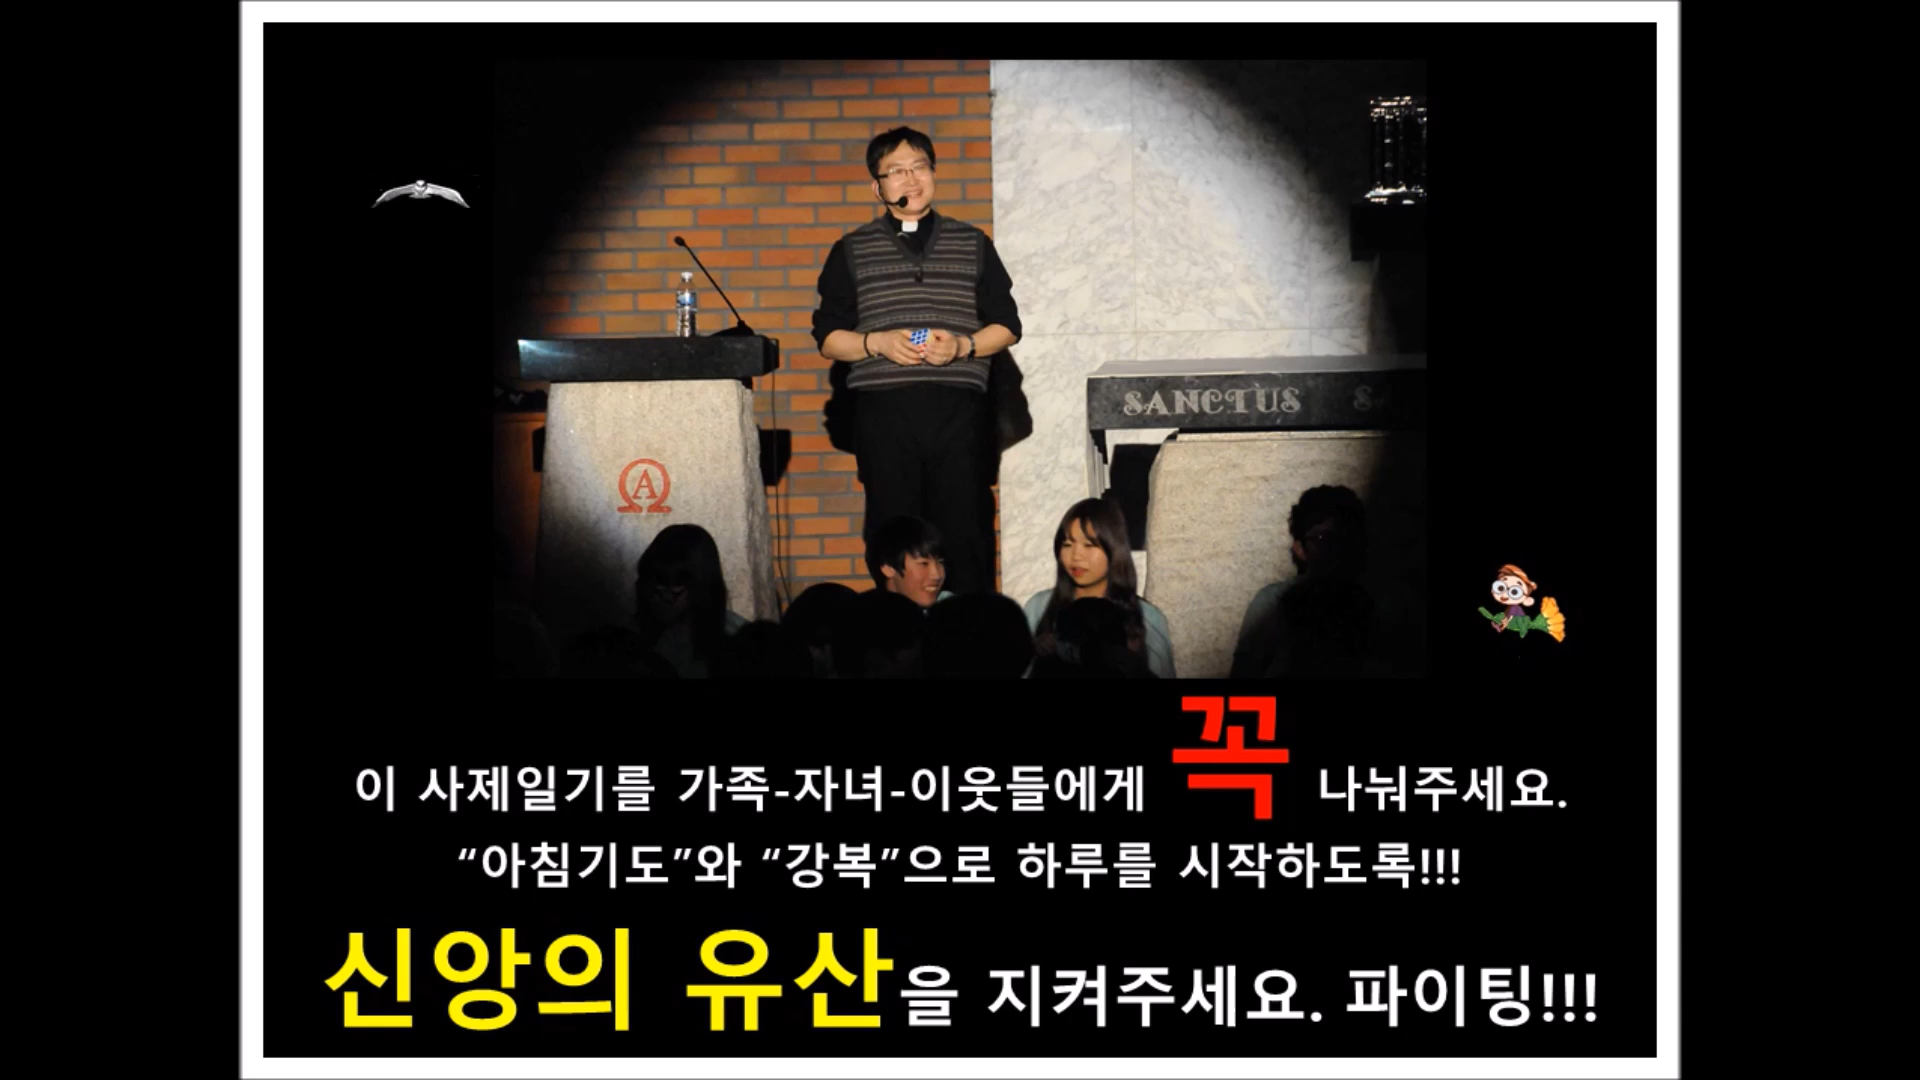 SANCTUS
이 사제일기를 가족-자녀-이웃들에게 꼭 나눠주세요.
“아침기도”와 “강복”으로 하루를 시작하도록!!!
신앙의 유산을 지켜주세요. 파이팅!!!